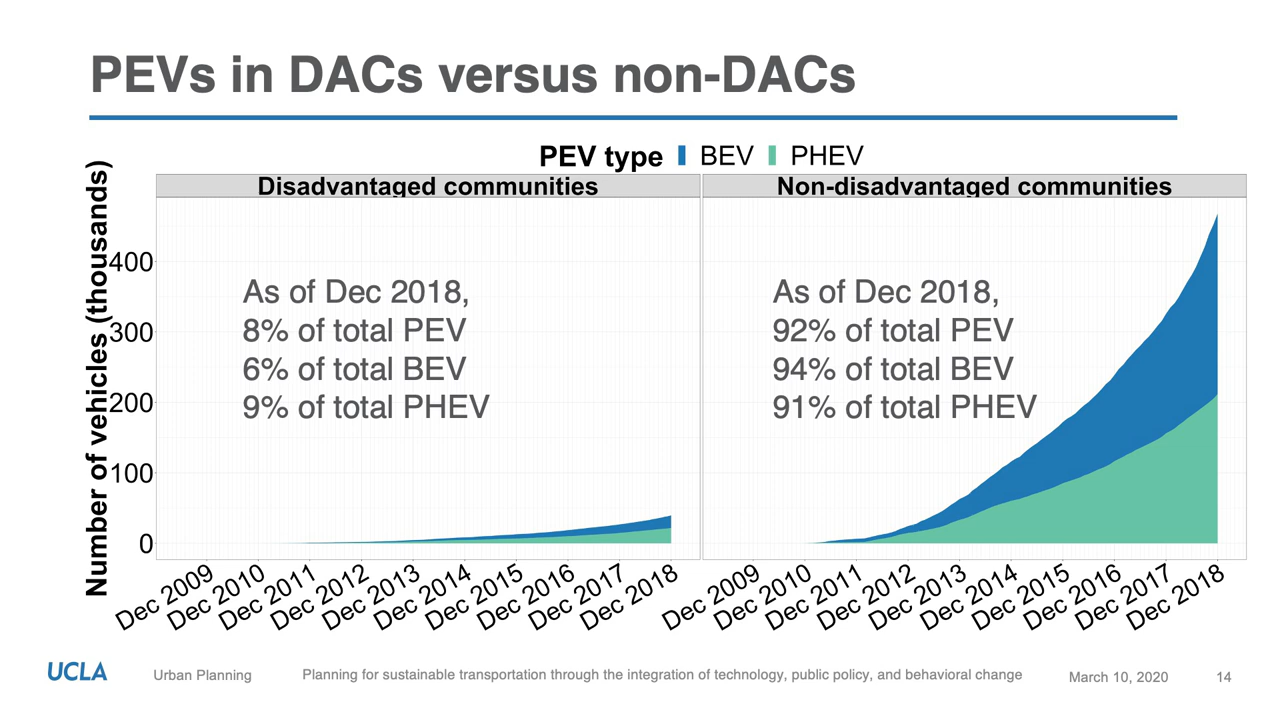 PEVs in DACs versus non-DACs
PEV type BEV PHEV
Number of vehicles (thousands)
Disadvantaged communities
Non-disadvantaged communities
400
300
200
100
0
As of Dec 2018,
8% of total PEV
6% of total BEV
9% of total PHEV
As of Dec 2018,
92% of total PEV
94% of total BEV
91% of total PHEV
Dec 2009
Dec 2010
Dec 2011
Dec 2012
Dec 2013
Dec 2014
Dec 2015
Dec 2016
Dec 2017
Dec 2018
Dec 2009
Dec 2010
Dec 2011
Dec 2012
Dec 2013
Dec 2014
Dec 2015
Dec 2016
Dec 2017
Dec 2018
UCLA Urban Planning Planning for sustainable transportation through the integration of technology, public policy, and behavioral change March 10, 2020 14